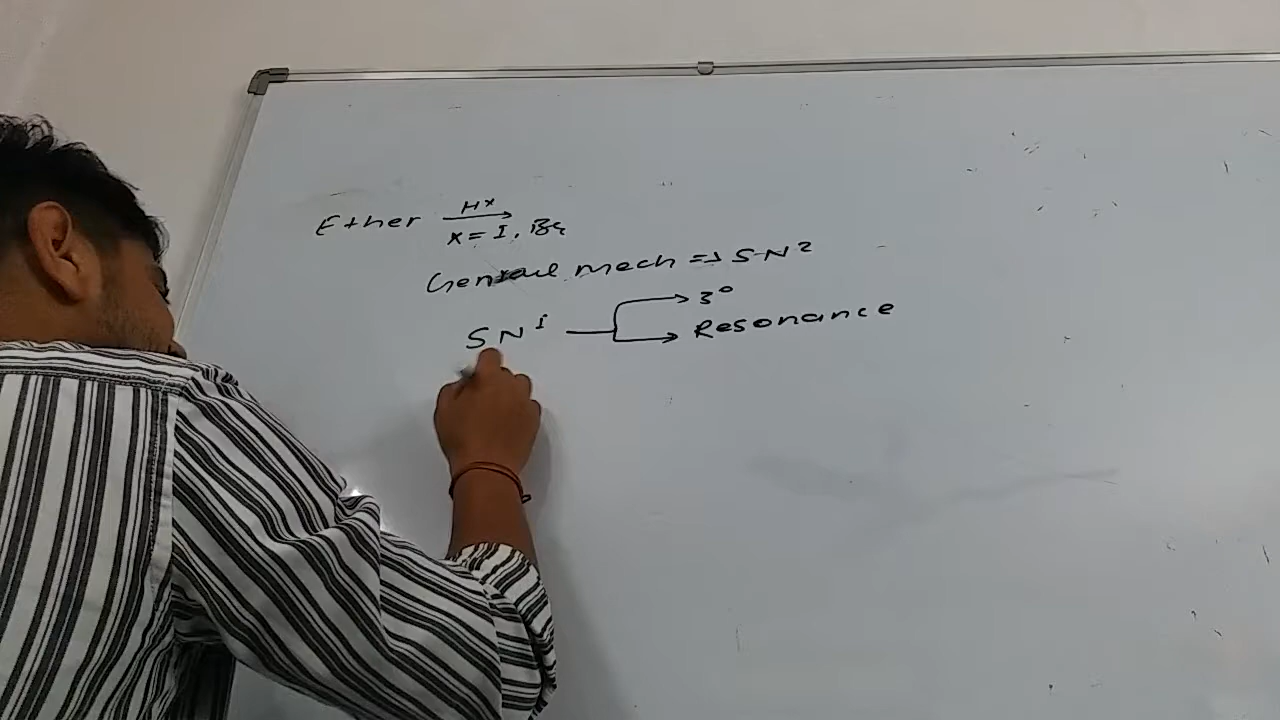 Ether HX
X = I, Br
General mech => SN2
SN1 → 3°
→ Resonance